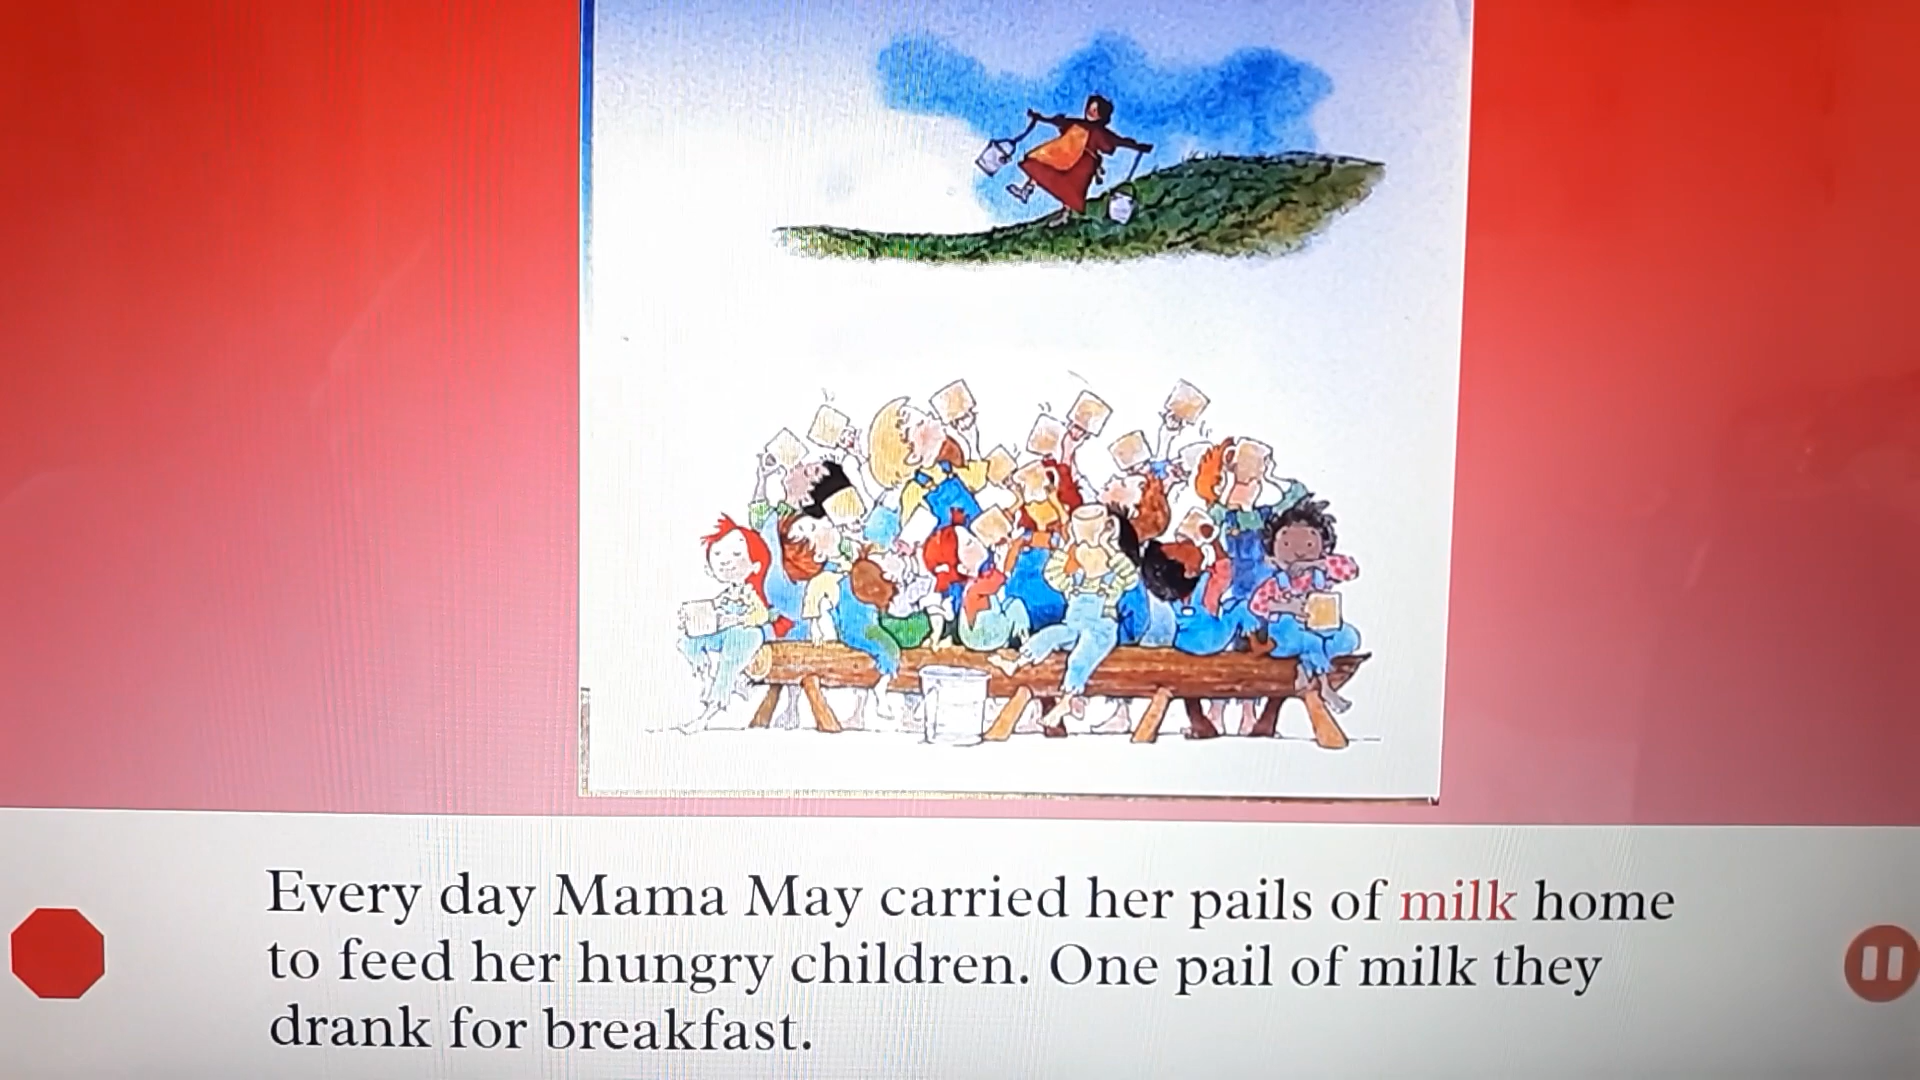 Every day Mama May carried her pails of milk home
to feed her hungry children. One pail of milk they
drank for breakfast.